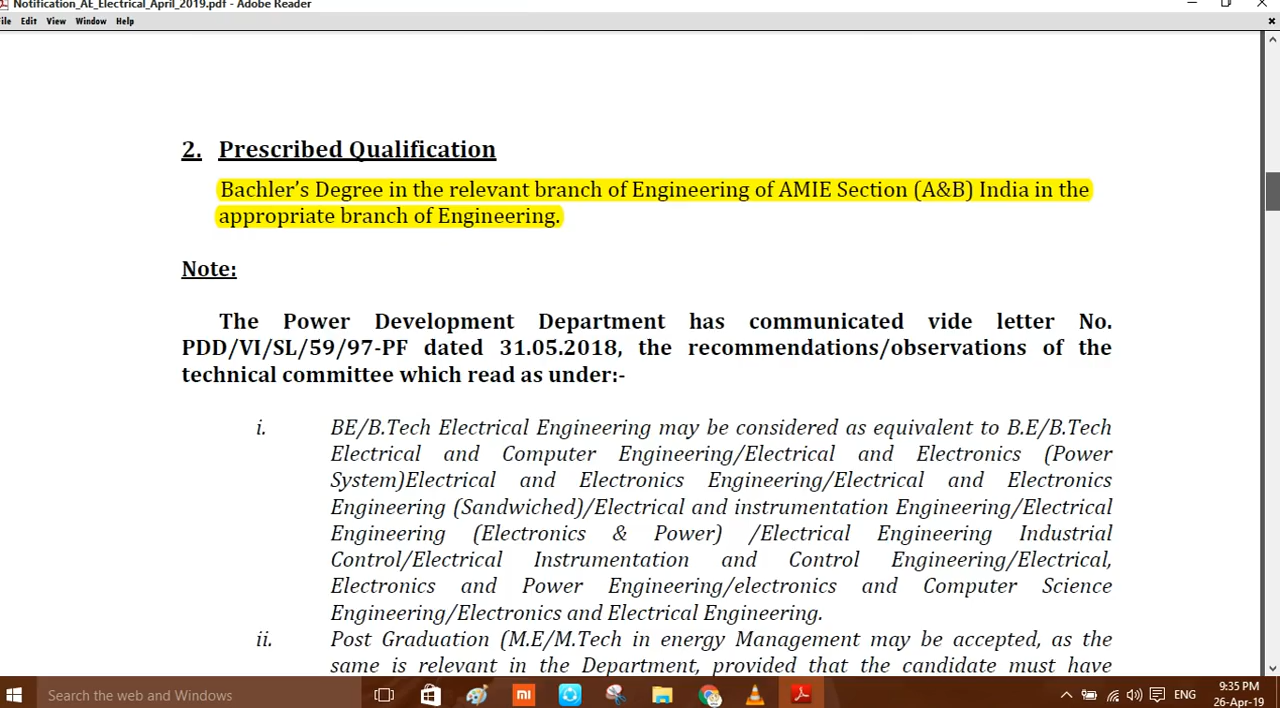 Notification_AE_Electrical_April_2019.pdf - Adobe Reader
File Edit View Window Help
2. Prescribed Qualification
Bachler's Degree in the relevant branch of Engineering of AMIE Section (A&B) India in the
appropriate branch of Engineering.
Note:
The Power Development Department has communicated vide letter No.
PDD/VI/SL/59/97-PF dated 31.05.2018, the recommendations/observations of the
technical committee which read as under:-
i. BE/B.Tech Electrical Engineering may be considered as equivalent to B.E/B.Tech
Electrical and Computer Engineering/Electrical and Electronics (Power
System)Electrical and Electronics Engineering/Electrical and Electronics
Engineering (Sandwiched)/Electrical and instrumentation Engineering/Electrical
Engineering (Electronics & Power) /Electrical Engineering Industrial
Control/Electrical Instrumentation and Control Engineering/Electrical,
Electronics and Power Engineering/electronics and Computer Science
Engineering/Electronics and Electrical Engineering.
ii. Post Graduation (M.E/M.Tech in energy Management may be accepted, as the
same is relevant in the Department, provided that the candidate must have
Search the web and Windows
mi
ENG
9:35 PM
26-Apr-19